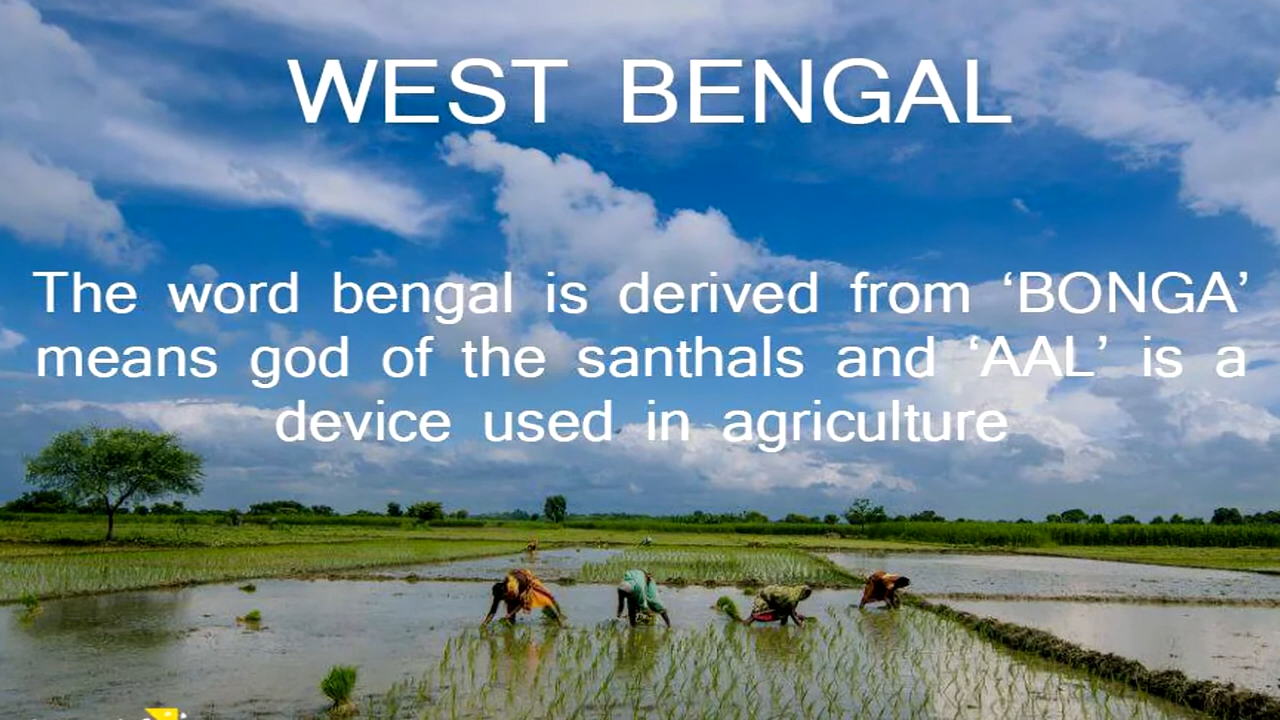 WEST BENGAL
The word bengal is derived from ‘BONGA’
means god of the santhals and ‘AAL’ is a
device used in agriculture